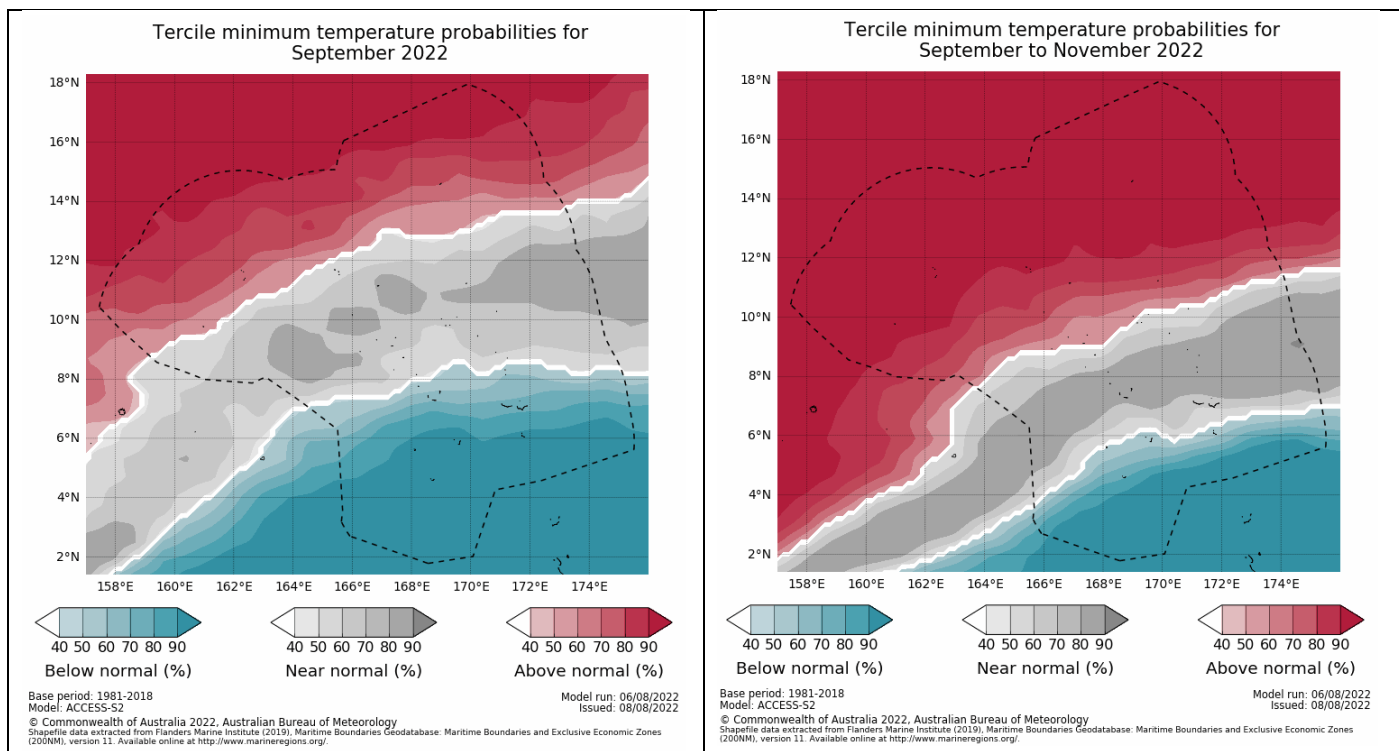 Tercile minimum temperature probabilities for
September 2022
18°N
16°N
14°N
12°N
10°N
8°N
6°N
4°N
2°N
158°E 160°E 162°E 164°E 166°E 168°E 170°E 172°E 174°E
40 50 60 70 80 90
Below normal (%)
40 50 60 70 80 90
Near normal (%)
40 50 60 70 80 90
Above normal (%)
Base period: 1981-2018
Model: ACCESS-S2
Model run: 06/08/2022
Issued: 08/08/2022
© Commonwealth of Australia 2022, Australian Bureau of Meteorology
Shapefile data extracted from Flanders Marine Institute (2019), Maritime Boundaries Geodatabase: Maritime Boundaries and Exclusive Economic Zones
(200NM), version 11. Available online at http://www.marineregions.org/.
Tercile minimum temperature probabilities for
September to November 2022
18°N
16°N
14°N
12°N
10°N
8°N
6°N
4°N
2°N
158°E 160°E 162°E 164°E 166°E 168°E 170°E 172°E 174°E
40 50 60 70 80 90
Below normal (%)
40 50 60 70 80 90
Near normal (%)
40 50 60 70 80 90
Above normal (%)
Base period: 1981-2018
Model: ACCESS-S2
Model run: 06/08/2022
Issued: 08/08/2022
© Commonwealth of Australia 2022, Australian Bureau of Meteorology
Shapefile data extracted from Flanders Marine Institute (2019), Maritime Boundaries Geodatabase: Maritime Boundaries and Exclusive Economic Zones
(200NM), version 11. Available online at http://www.marineregions.org/.